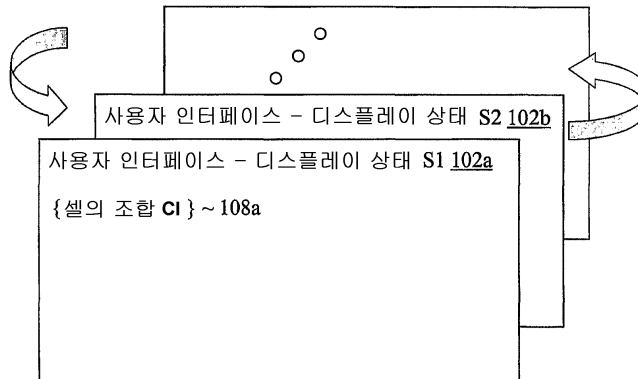 사용자 인터페이스 – 디스플레이 상태 S2 102b
사용자 인터페이스 – 디스플레이 상태 S1 102a
{셀의 조합 CI } ~ 108a